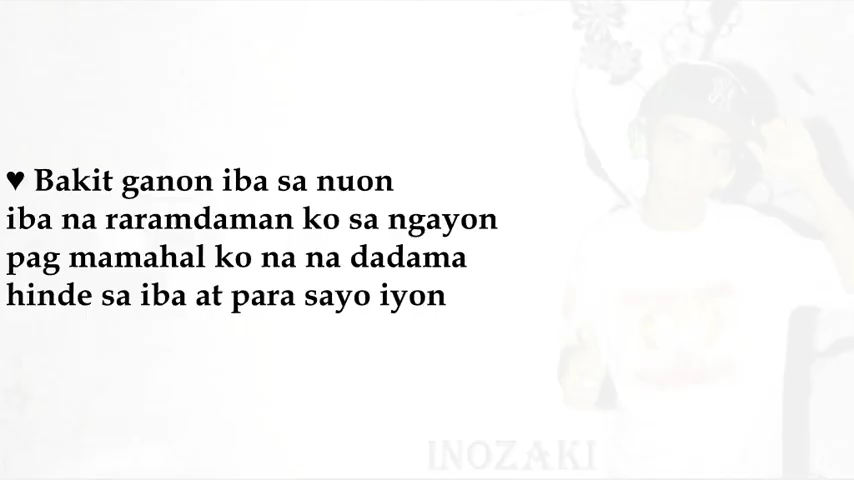 ♥ Bakit ganon iba sa nuon
iba na raramdaman ko sa ngayon
pag mamahal ko na na dadama
hinde sa iba at para sayo iyon
INOZAKI